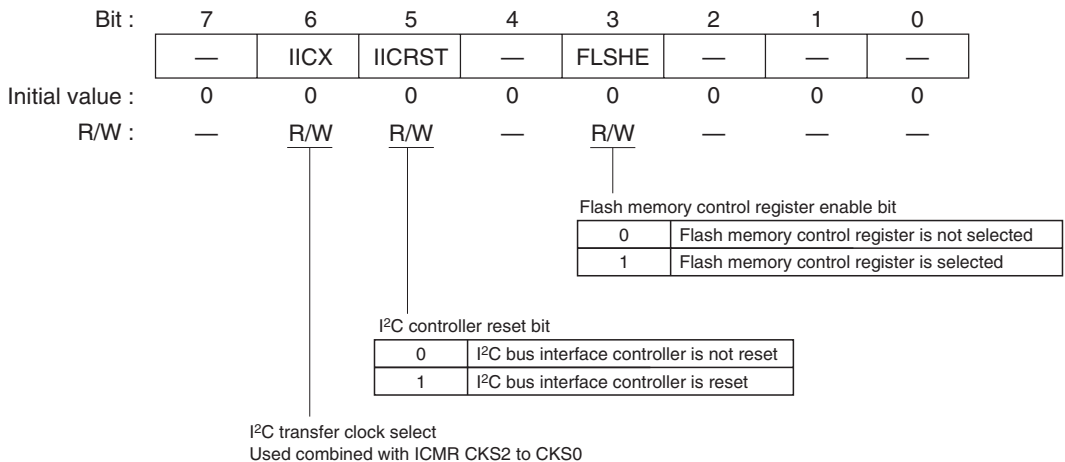 Bit : 7 6 5 4 3 2 1 0
— IICX IICRST — FLSHE — — —
Initial value : 0 0 0 0 0 0 0 0
R/W : — R/W R/W — R/W — — —
Flash memory control register enable bit
0 Flash memory control register is not selected
1 Flash memory control register is selected
I2C controller reset bit
0 I2C bus interface controller is not reset
1 I2C bus interface controller is reset
I2C transfer clock select
Used combined with ICMR CKS2 to CKS0